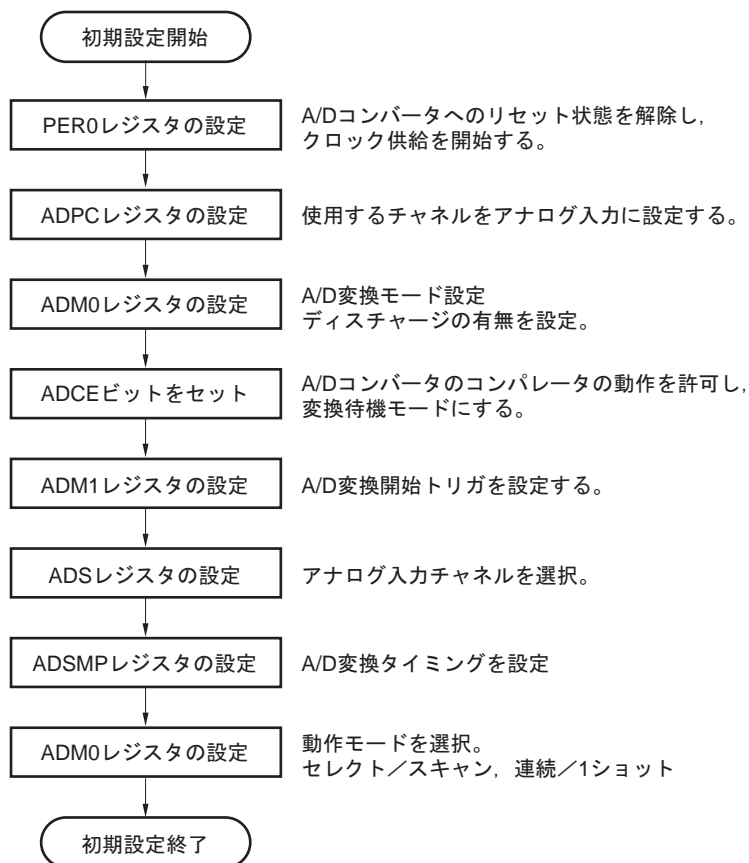 初期設定開始
PER0レジスタの設定
A/Dコンバータへのリセット状態を解除し,
クロック供給を開始する。
ADPCレジスタの設定
使用するチャネルをアナログ入力に設定する。
ADM0レジスタの設定
A/D変換モード設定
ディスチャージの有無を設定。
ADCEビットをセット
A/Dコンバータのコンパレータの動作を許可し,
変換待機モードにする。
ADM1レジスタの設定
A/D変換開始トリガを設定する。
ADSレジスタの設定
アナログ入力チャネルを選択。
ADSMPレジスタの設定
A/D変換タイミングを設定
ADM0レジスタの設定
動作モードを選択。
セレクト／スキャン, 連続／1ショット
初期設定終了